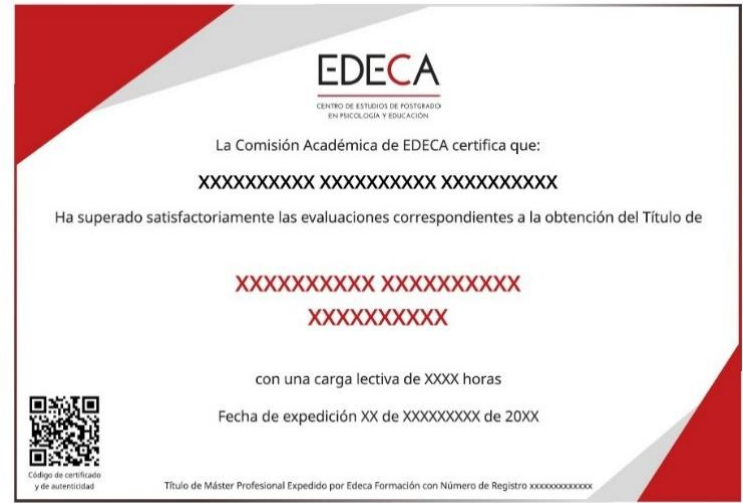 EDECA
CENTRO DE ESTUDIOS DE POSTGRADO
EN PSICOLOGÍA Y EDUCACIÓN
La Comisión Académica de EDECA certifica que:
XXXXXXXXXX XXXXXXXXXX XXXXXXXXXX
Ha superado satisfactoriamente las evaluaciones correspondientes a la obtención del Título de
XXXXXXXXXX XXXXXXXXXX
XXXXXXXXXX
con una carga lectiva de XXXX horas
Fecha de expedición XX de XXXXXXXXX de 20XX
Código de certificado
y de autenticidad
Título de Máster Profesional Expedido por Edeca Formación con Número de Registro xxxxxxxxxxxxx